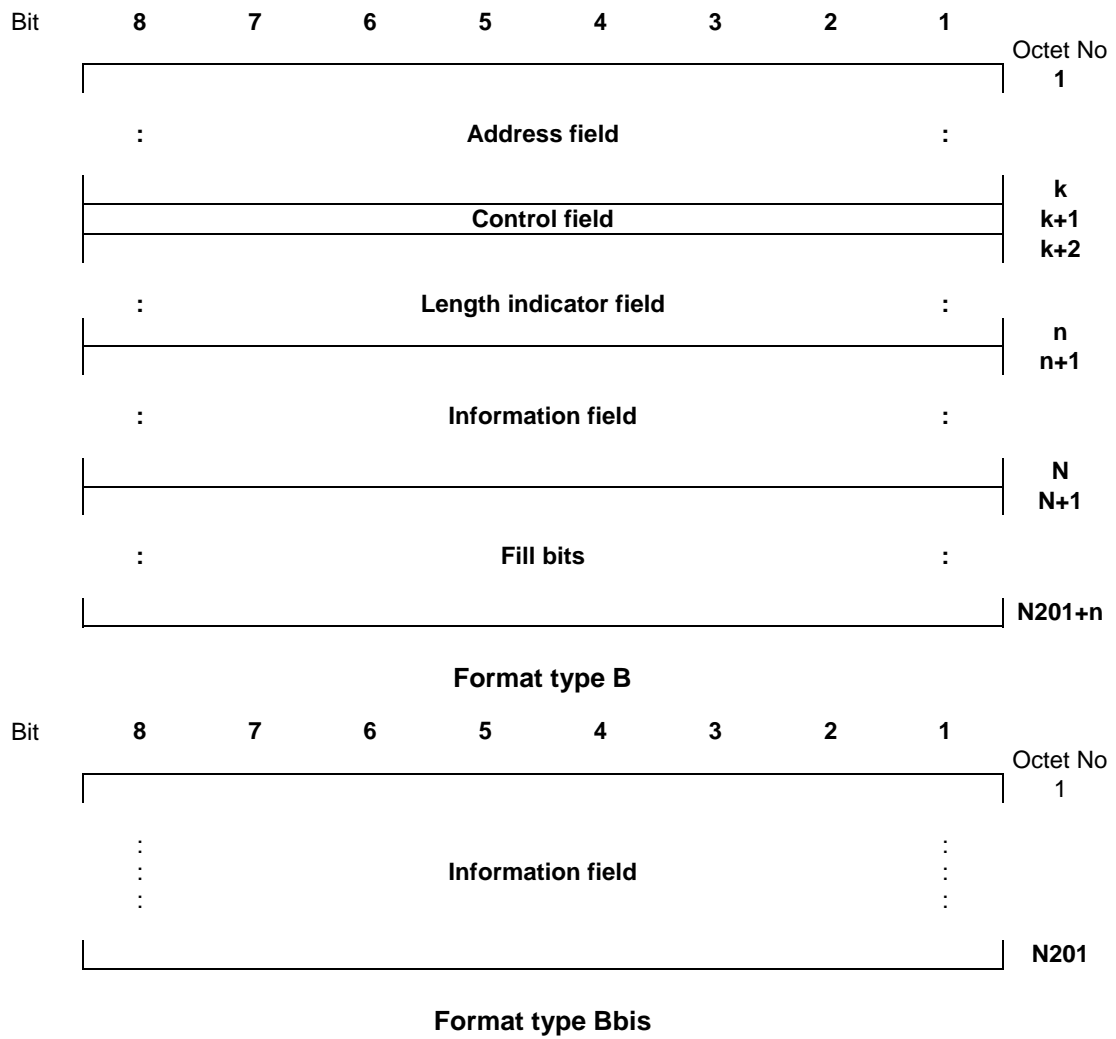 Bit 8 7 6 5 4 3 2 1
Octet No
1
: Address field :
k
Control field k+1
k+2
: Length indicator field :
n
n+1
: Information field :
N
N+1
: Fill bits :
N201+n
Format type B
Bit 8 7 6 5 4 3 2 1
Octet No
1
: :
: Information field :
: :
N201
Format type Bbis